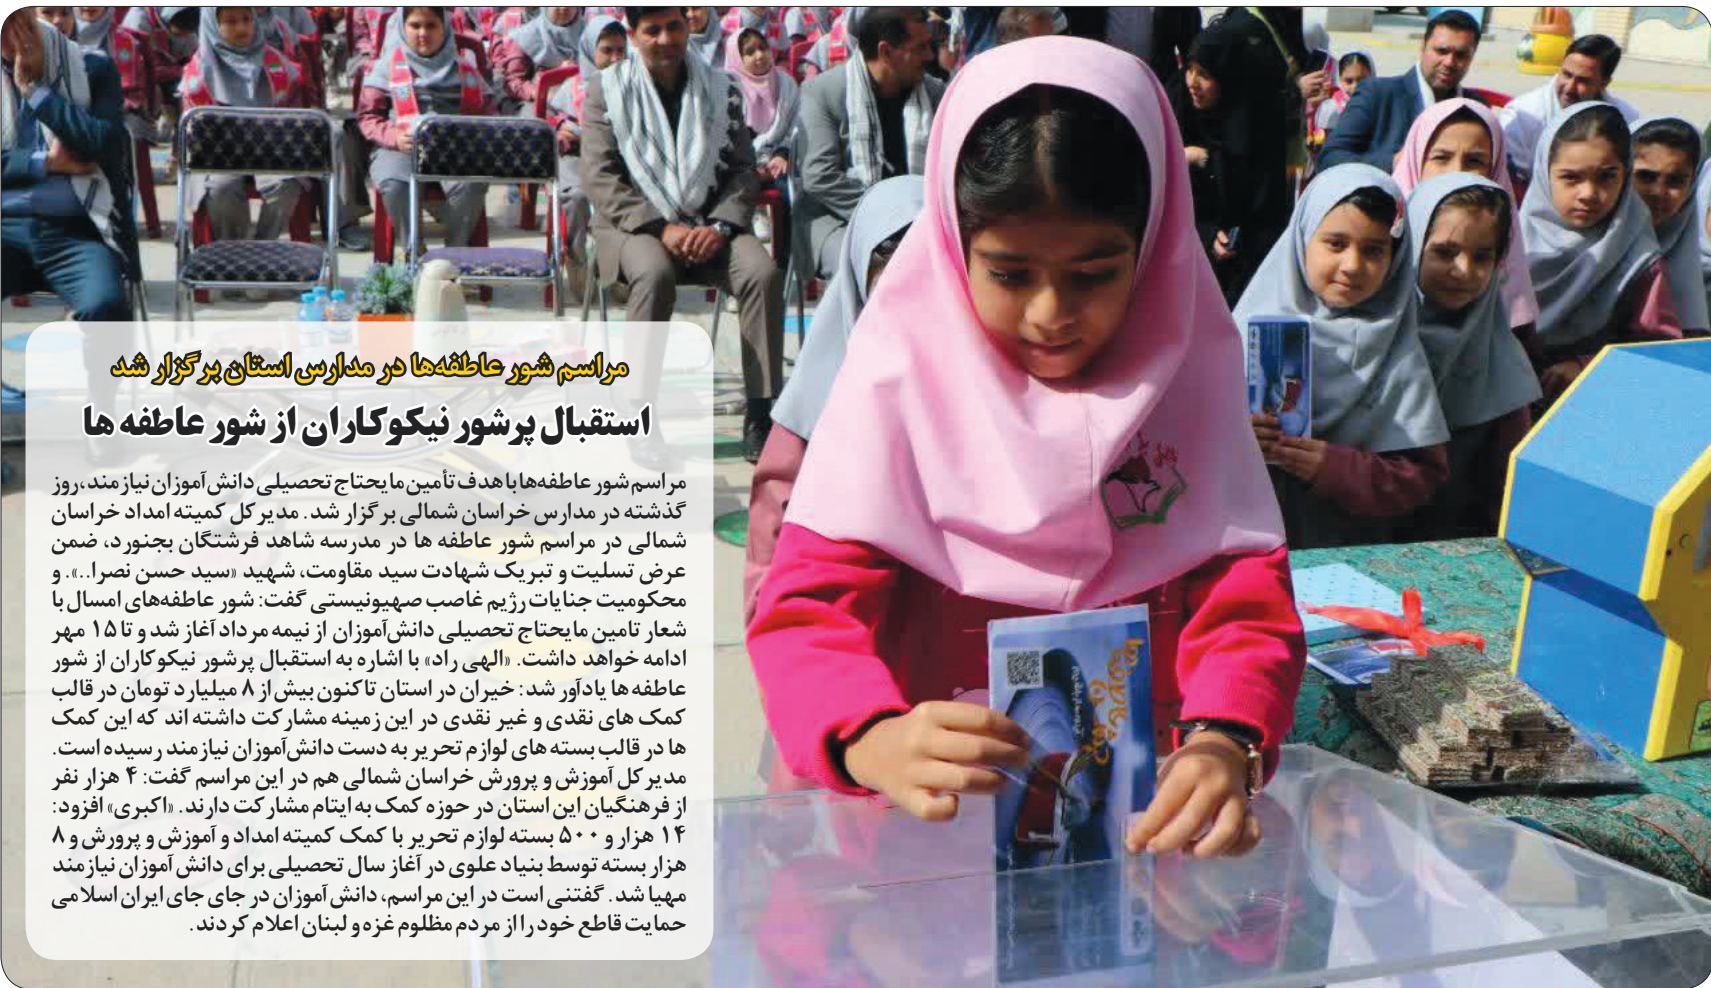 مراسم شور عاطفه‌ها در مدارس استان برگزار شد
استقبال پرشور نیکوکاران از شور عاطفه ها
مراسم شور عاطفه‌ها با هدف تأمین مایحتاج تحصیلی دانش‌آموزان نیازمند، روز
گذشته در مدارس خراسان شمالی برگزار شد. مدیر کل کمیته امداد خراسان
شمالی در مراسم شور عاطفه ها در مدرسه شاهد فرشتگان بجنورد، ضمن
عرض تسلیت و تبریک شهادت سید مقاومت، شهید «سید حسن نصرا..». و
محکومیت جنایات رژیم غاصب صهیونیستی گفت: شور عاطفه‌های امسال با
شعار تامین مایحتاج تحصیلی دانش‌آموزان از نیمه مرداد آغاز شد و تا ۱۵ مهر
ادامه خواهد داشت. «الهی راد» با اشاره به استقبال پرشور نیکوکاران از شور
عاطفه ها یادآور شد: خیران در استان تاکنون بیش از ۸ میلیارد تومان در قالب
کمک های نقدی و غیر نقدی در این زمینه مشارکت داشته اند که این کمک
ها در قالب بسته های لوازم تحریر به دست دانش‌آموزان نیازمند رسیده است.
مدیر کل آموزش و پرورش خراسان شمالی هم در این مراسم گفت: ۴ هزار نفر
از فرهنگیان این استان در حوزه کمک به ایتام مشارکت دارند. «اکبری» افزود:
۱۴ هزار و ۵۰۰ بسته لوازم تحریر با کمک کمیته امداد و آموزش و پرورش و ۸
هزار بسته توسط بنیاد علوی در آغاز سال تحصیلی برای دانش آموزان نیازمند
مهیا شد. گفتنی است در این مراسم، دانش آموزان در جای جای ایران اسلامی
حمایت قاطع خود را از مردم مظلوم غزه و لبنان اعلام کردند.